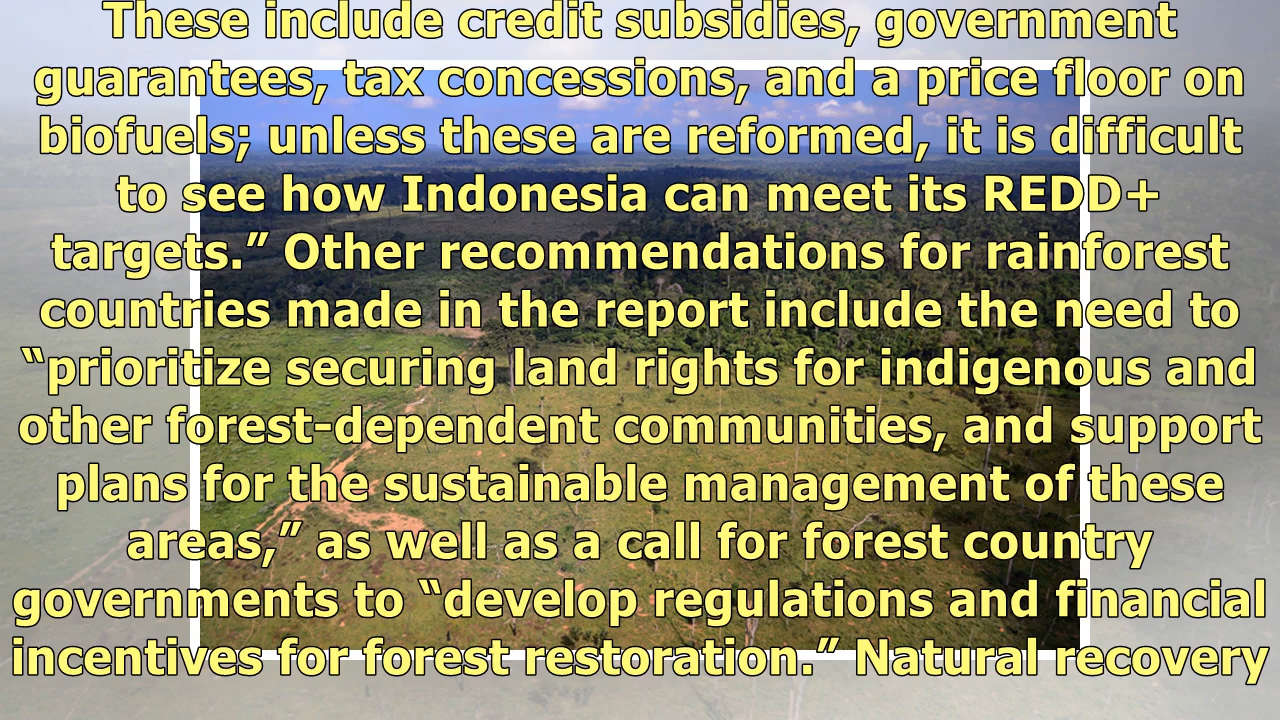 These include credit subsidies, government
guarantees, tax concessions, and a price floor on
biofuels; unless these are reformed, it is difficult
to see how Indonesia can meet its REDD+
targets.” Other recommendations for rainforest
countries made in the report include the need to
“prioritize securing land rights for indigenous and
other forest-dependent communities, and support
plans for the sustainable management of these
areas,” as well as a call for forest country
governments to “develop regulations and financial
incentives for forest restoration.” Natural recovery